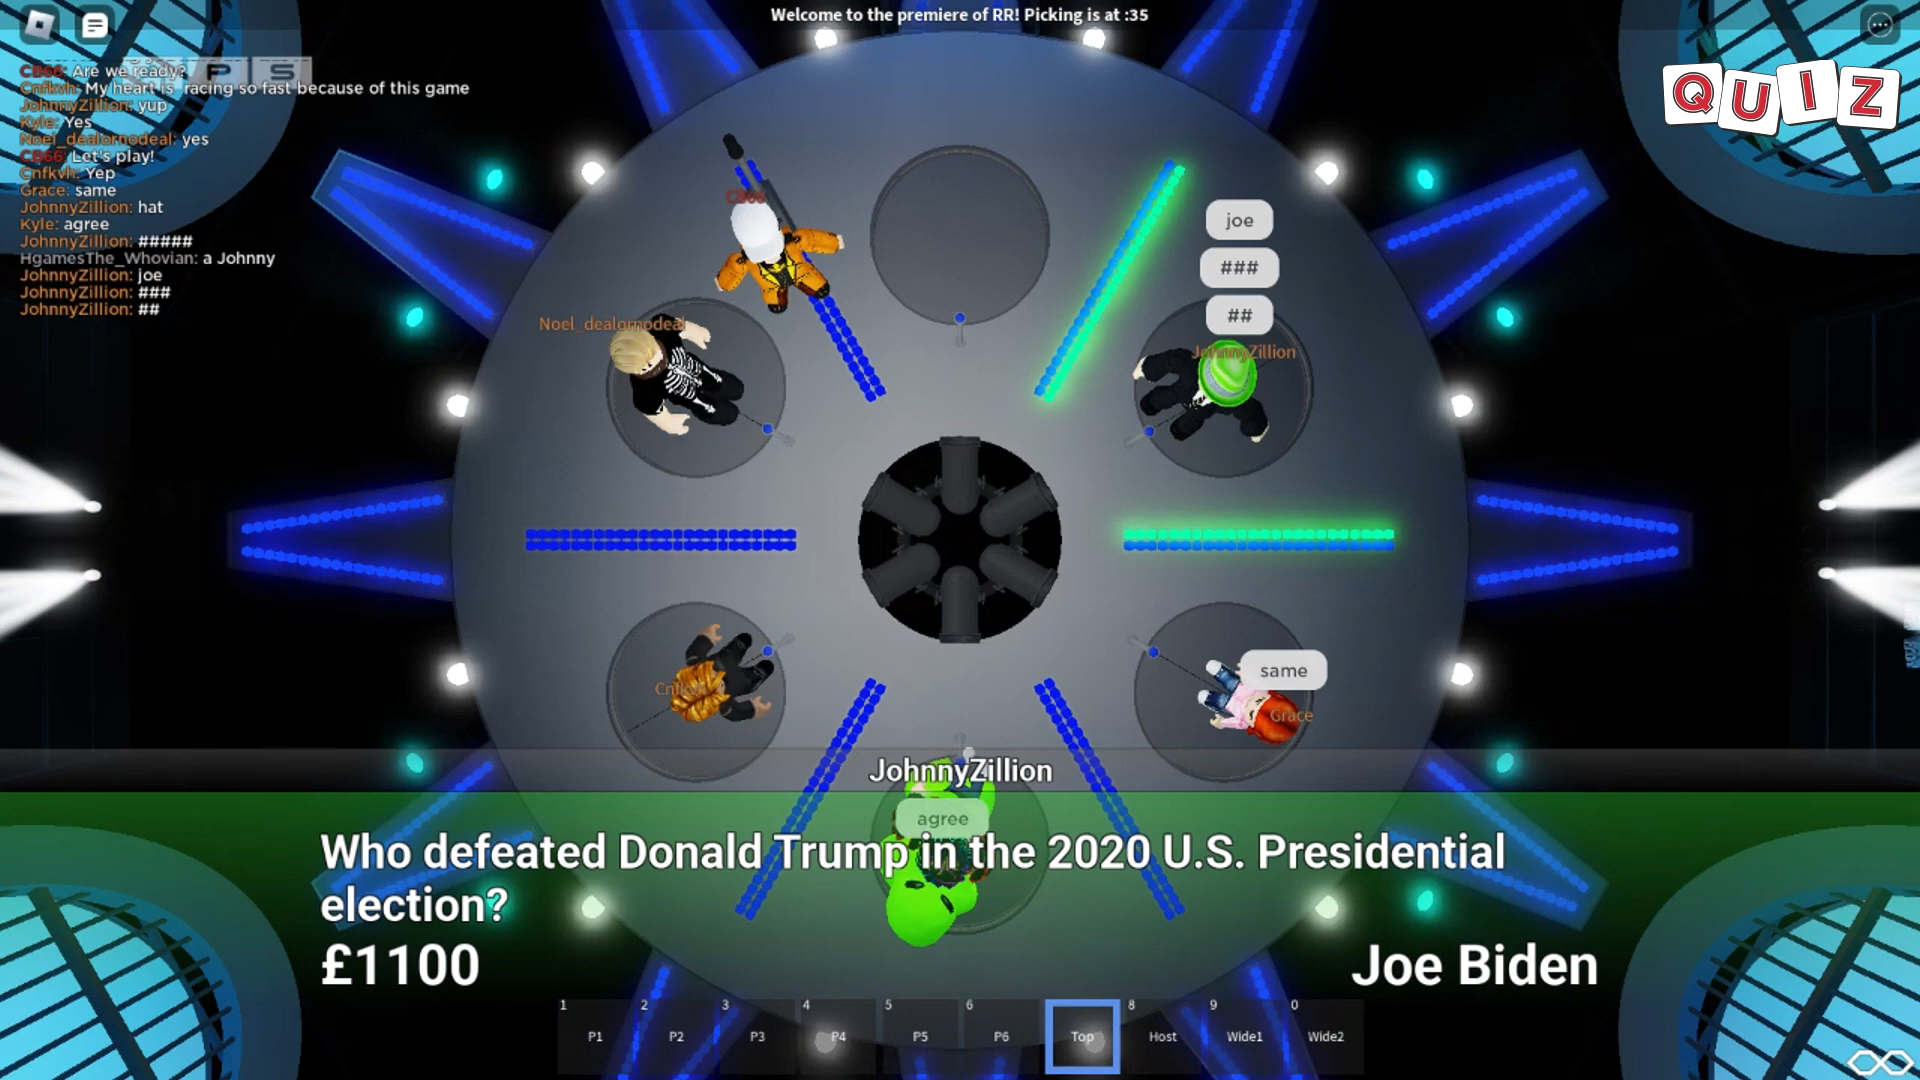 Welcome to the premiere of RR! Picking is at :35
QUIZ
P S
CB66: Are we ready?
Cnfkvh: My heart is racing so fast because of this game
JohnnyZillion: yup
Kyle: Yes
Noel_dealornodeal: yes
CB66: Let's play!
Cnfkvh: Yep
Grace: same
JohnnyZillion: hat
Kyle: agree
JohnnyZillion: #####
HgamesThe_Whovian: a Johnny
JohnnyZillion: joe
JohnnyZillion: ###
JohnnyZillion: ##
CB66
joe
###
##
Noel_dealornodeal
JohnnyZillion
same
Grace
JohnnyZillion
agree
Who defeated Donald Trump in the 2020 U.S. Presidential
election?
£1100
Joe Biden
1 2 3 4 5 6 8 9 0
P1 P2 P3 P4 P5 P6 Top Host Wide1 Wide2